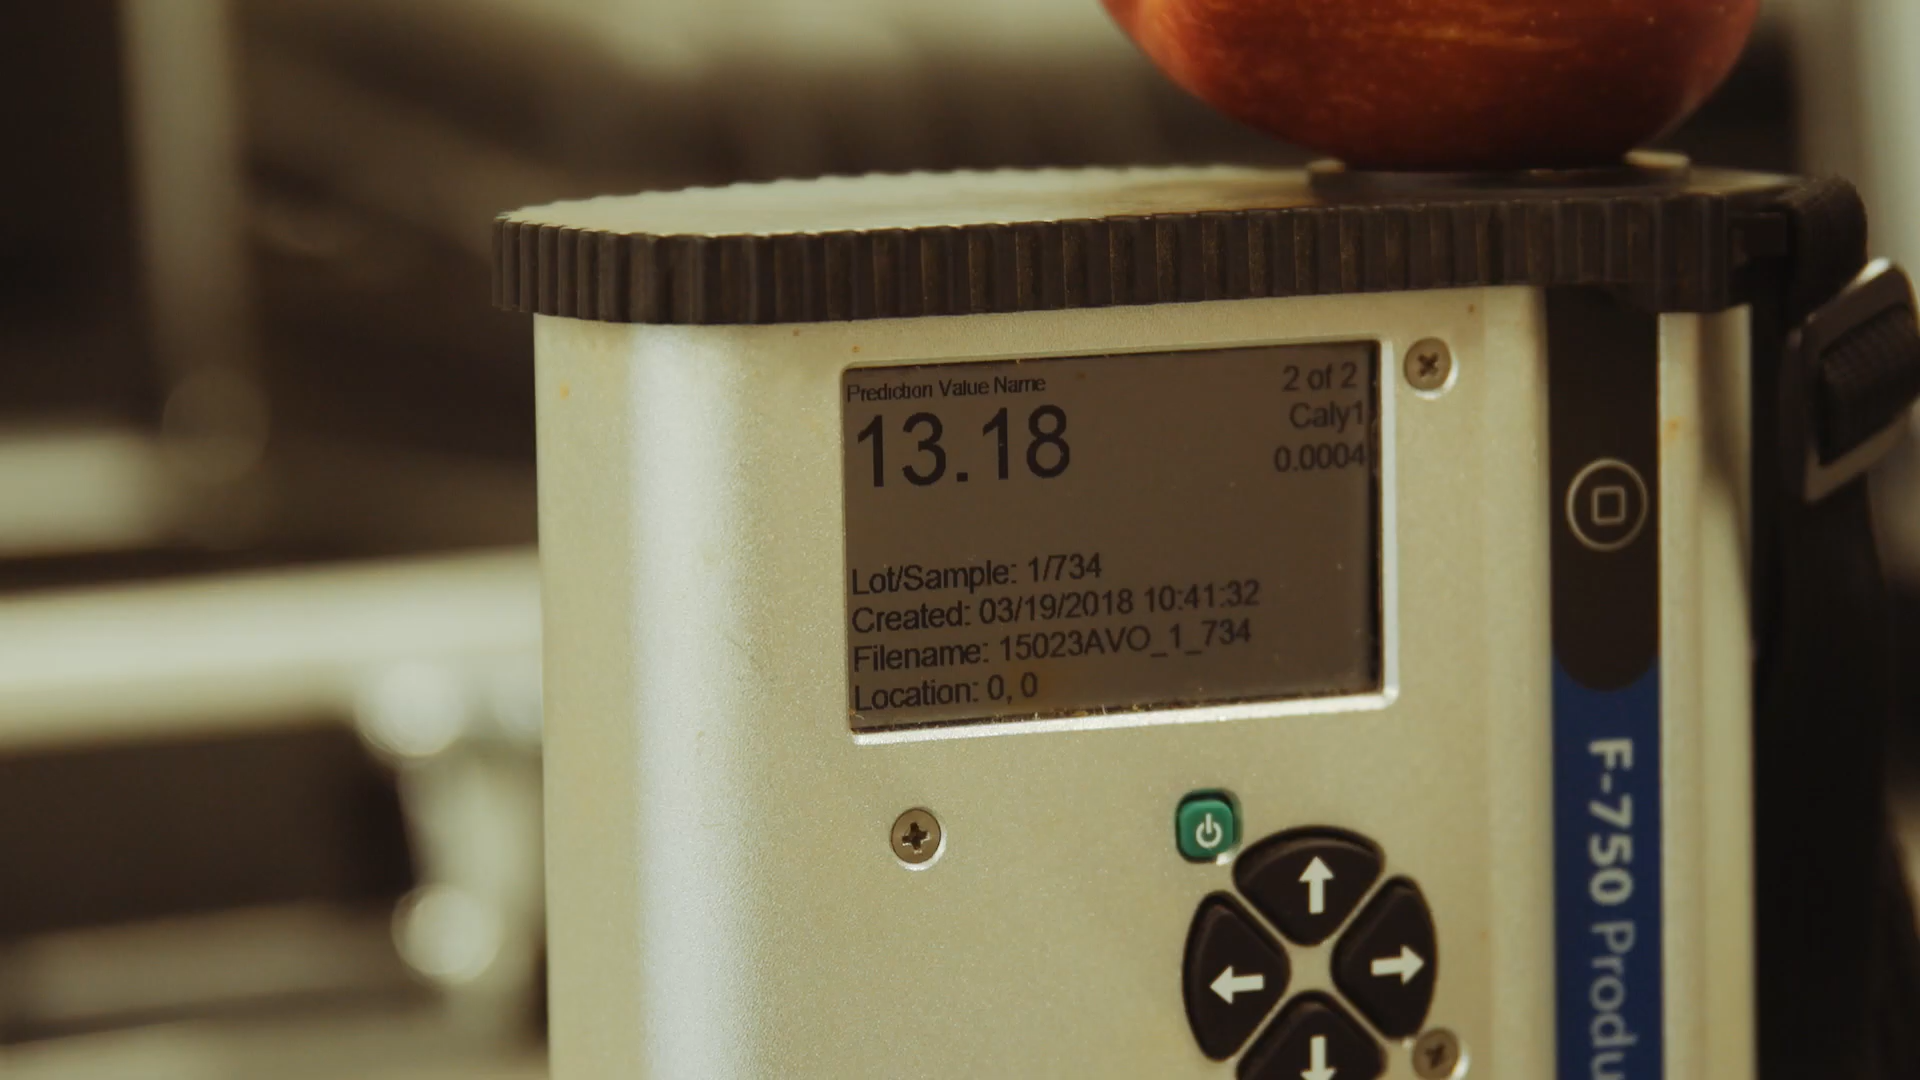 Prediction Value Name
13.18
2 of 2
Caly1
0.0004
Lot/Sample: 1/734
Created: 03/19/2018 10:41:32
Filename: 15023AVO_1_734
Location: 0, 0
F-750 Produ